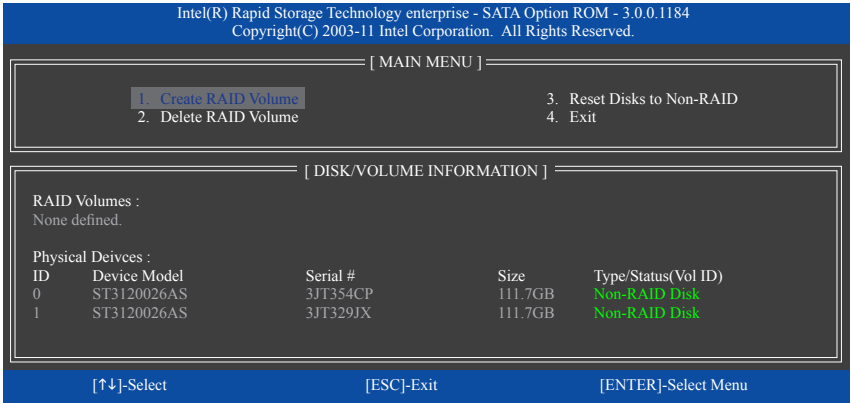 Intel(R) Rapid Storage Technology enterprise - SATA Option ROM - 3.0.0.1184
Copyright(C) 2003-11 Intel Corporation. All Rights Reserved.
[ MAIN MENU ]
1. Create RAID Volume 3. Reset Disks to Non-RAID
2. Delete RAID Volume 4. Exit
[ DISK/VOLUME INFORMATION ]
RAID Volumes :
None defined.
Physical Deivces :
ID Device Model Serial # Size Type/Status(Vol ID)
0 ST3120026AS 3JT354CP 111.7GB Non-RAID Disk
1 ST3120026AS 3JT329JX 111.7GB Non-RAID Disk
[↑↓]-Select [ESC]-Exit [ENTER]-Select Menu